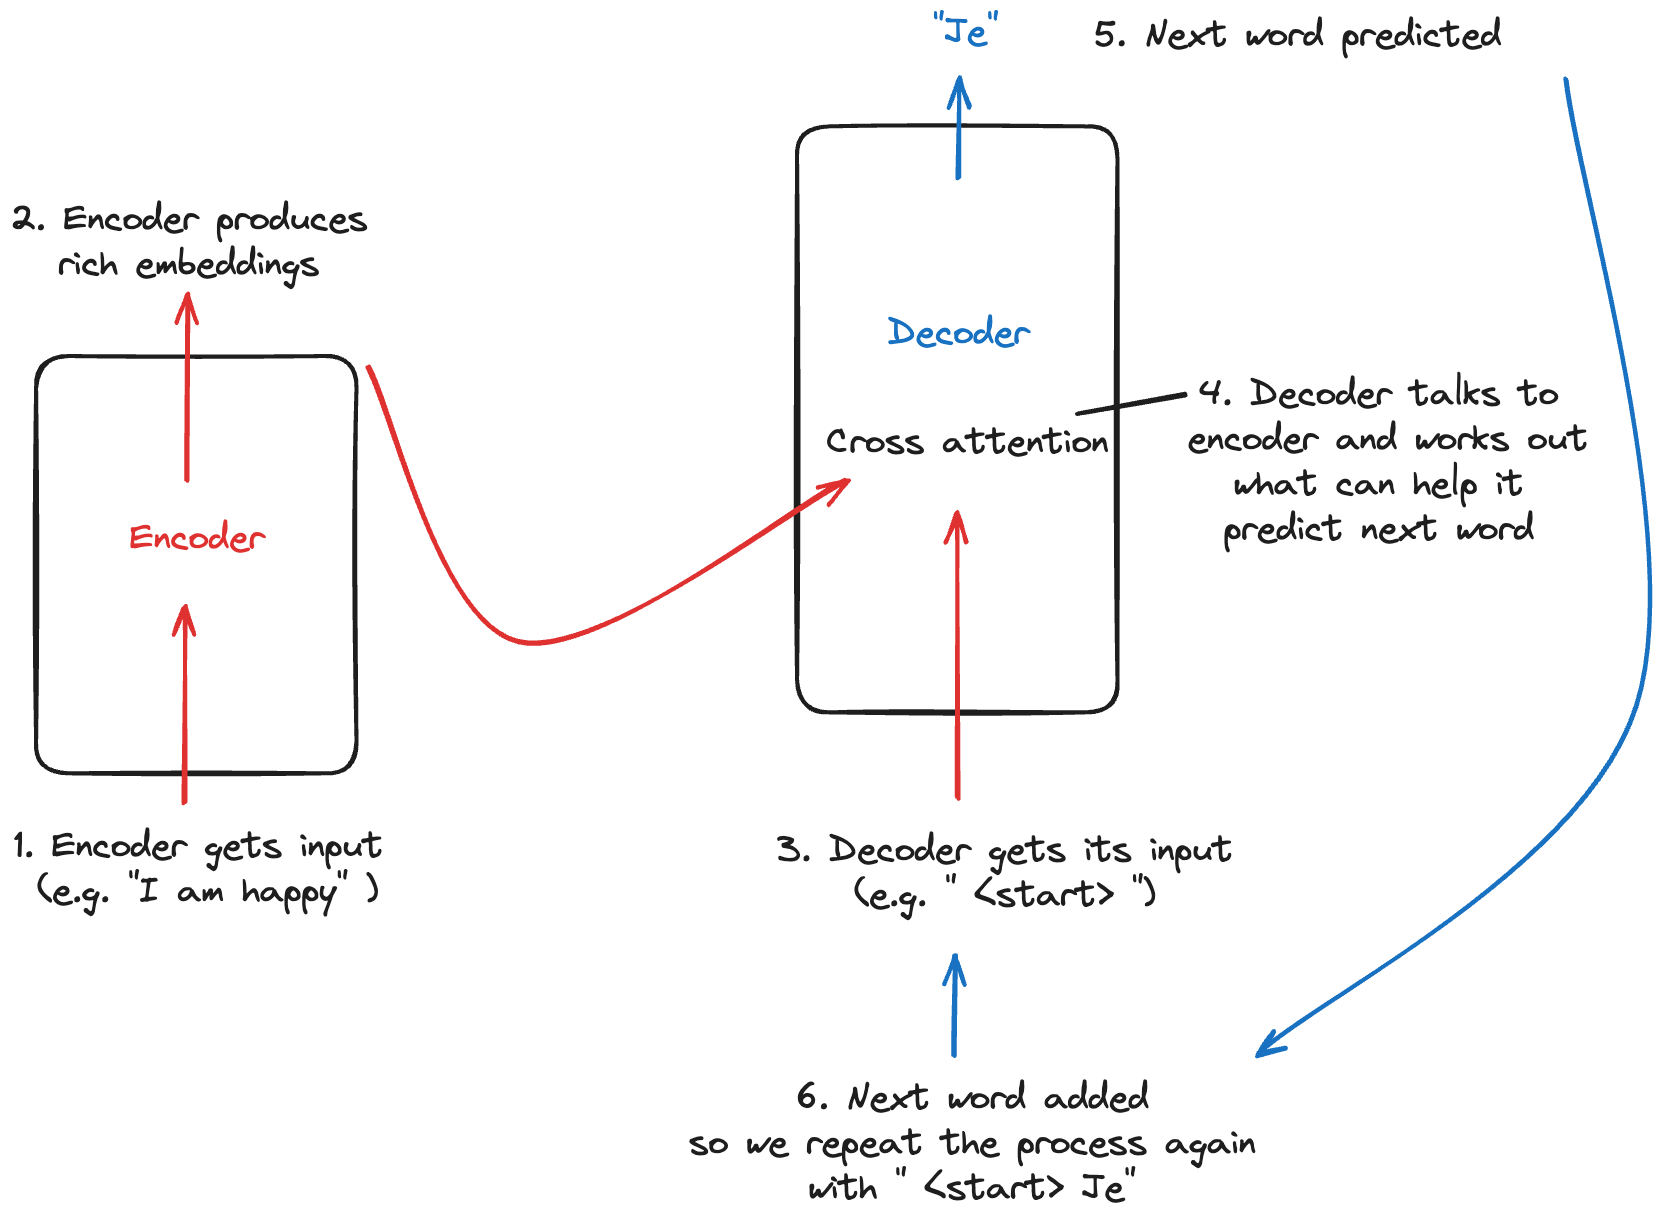 "Je"
5. Next word predicted
2. Encoder produces
rich embeddings
Decoder
Cross attention
4. Decoder talks to
encoder and works out
what can help it
predict next word
Encoder
1. Encoder gets input
(e.g. "I am happy" )
3. Decoder gets its input
(e.g. " <start> ")
6. Next word added
so we repeat the process again
with " <start> Je"